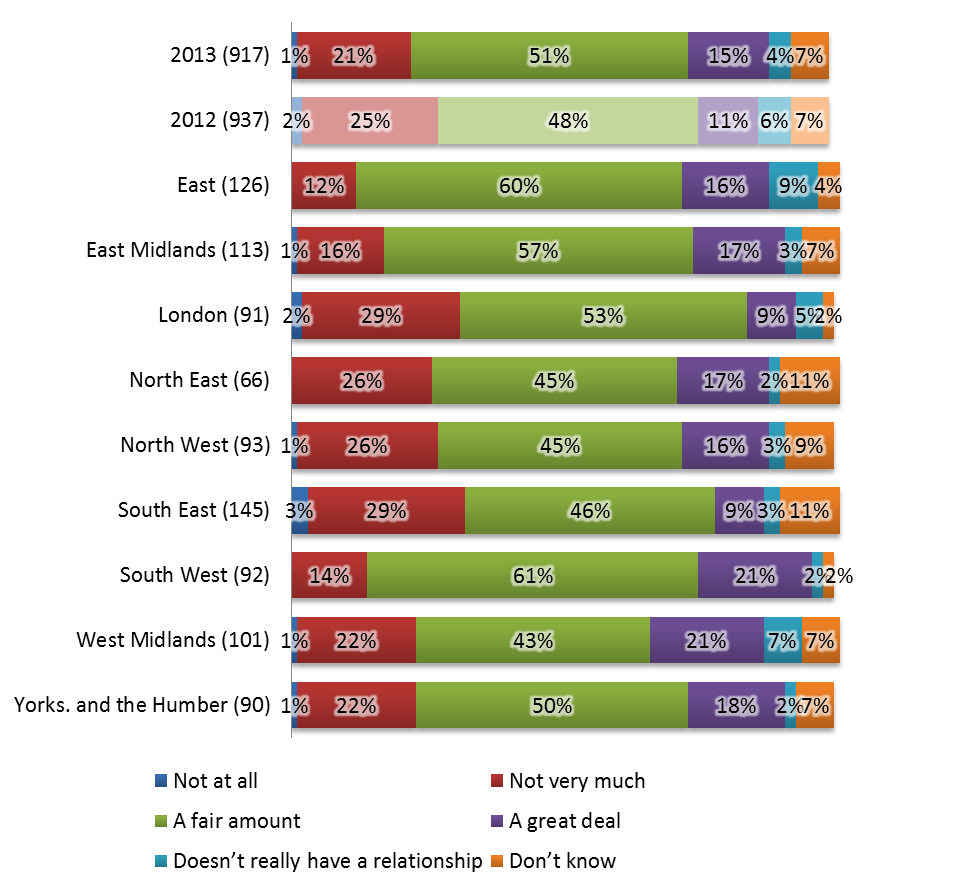 2013 (917) 1% 21% 51% 15% 4% 7%
2012 (937) 2% 25% 48% 11% 6% 7%
East (126) 12% 60% 16% 9% 4%
East Midlands (113) 1% 16% 57% 17% 3% 7%
London (91) 2% 29% 53% 9% 5% 2%
North East (66) 26% 45% 17% 2% 11%
North West (93) 1% 26% 45% 16% 3% 9%
South East (145) 3% 29% 46% 9% 3% 11%
South West (92) 14% 61% 21% 2% 2%
West Midlands (101) 1% 22% 43% 21% 7% 7%
Yorks. and the Humber (90) 1% 22% 50% 18% 2% 7%
Not at all Not very much
A fair amount A great deal
Doesn’t really have a relationship Don’t know